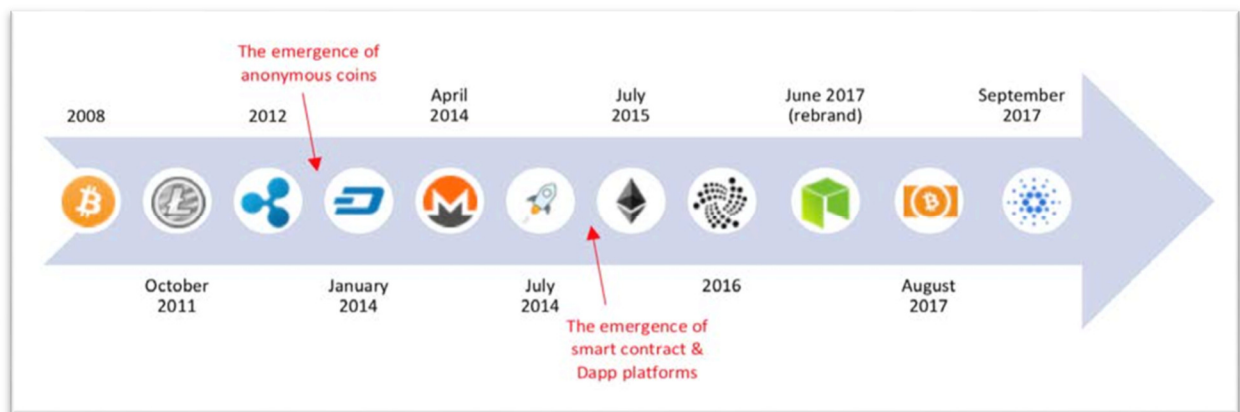 The emergence of
anonymous coins
2008
2012
April
2014
July
2015
June 2017
(rebrand)
September
2017
October
2011
January
2014
July
2014
2016
August
2017
The emergence of
smart contract &
Dapp platforms